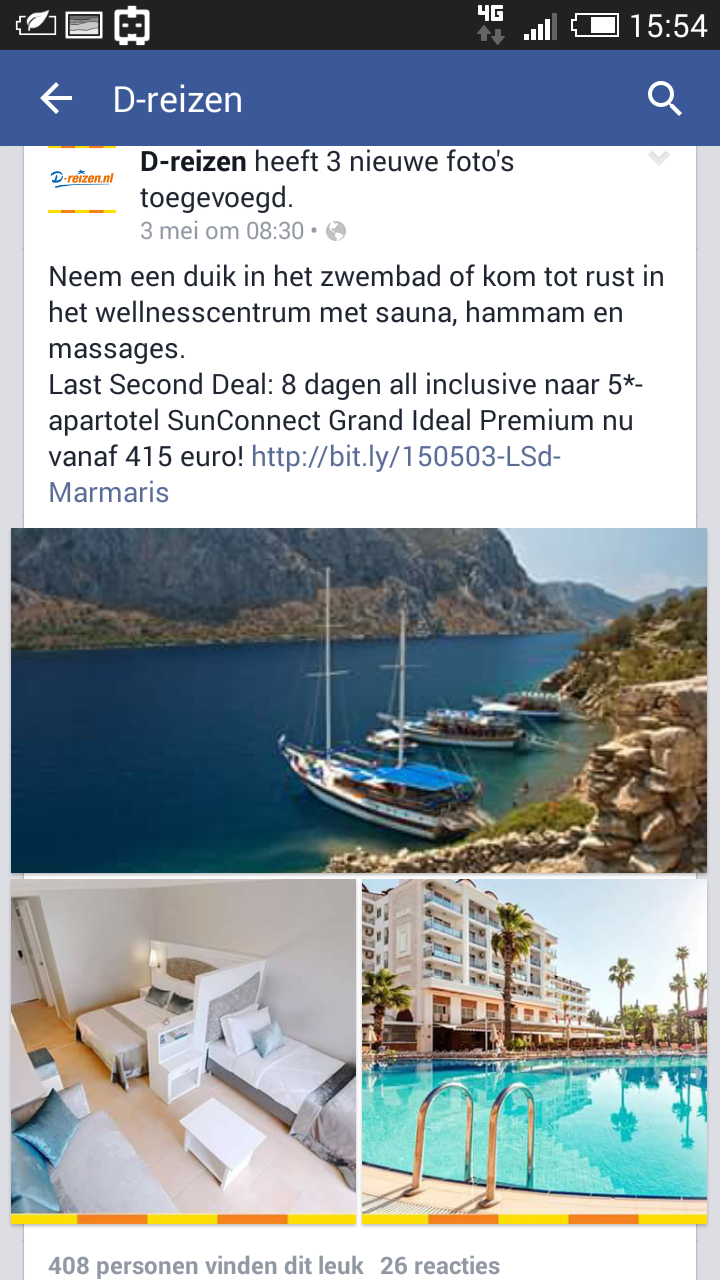 4G 15:54
D-reizen
D-reizen.nl
D-reizen heeft 3 nieuwe foto's
toegevoegd.
3 mei om 08:30 •
Neem een duik in het zwembad of kom tot rust in
het wellnesscentrum met sauna, hammam en
massages.
Last Second Deal: 8 dagen all inclusive naar 5*-
apartotel SunConnect Grand Ideal Premium nu
vanaf 415 euro! http://bit.ly/150503-LSd-
Marmaris
408 personen vinden dit leuk 26 reacties